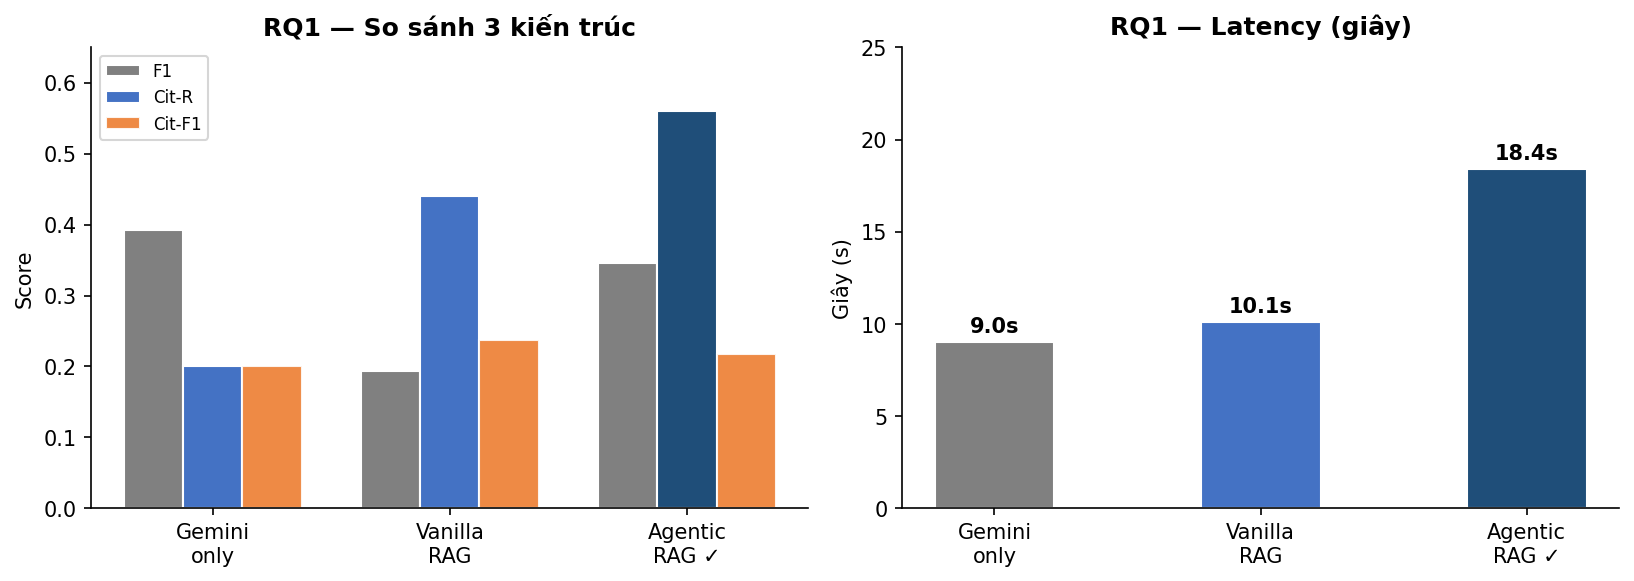 RQ1 — So sánh 3 kiến trúc
F1
Cit-R
Cit-F1
Score
0.6
0.5
0.4
0.3
0.2
0.1
0.0
Gemini
only
Vanilla
RAG
Agentic
RAG ✓
RQ1 — Latency (giây)
Giây (s)
25
20
15
10
5
0
9.0s
10.1s
18.4s
Gemini
only
Vanilla
RAG
Agentic
RAG ✓